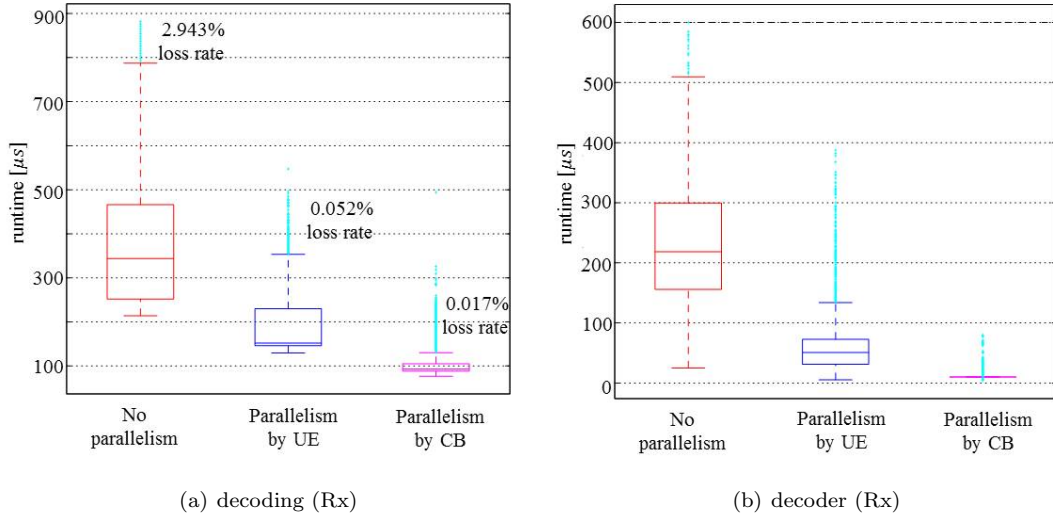 900
700
500
300
100
runtime [μs]
2.943%
loss rate
0.052%
loss rate
0.017%
loss rate
No
parallelism
Parallelism
by UE
Parallelism
by CB
(a) decoding (Rx)
600
500
400
300
200
100
0
runtime [μs]
No
parallelism
Parallelism
by UE
Parallelism
by CB
(b) decoder (Rx)